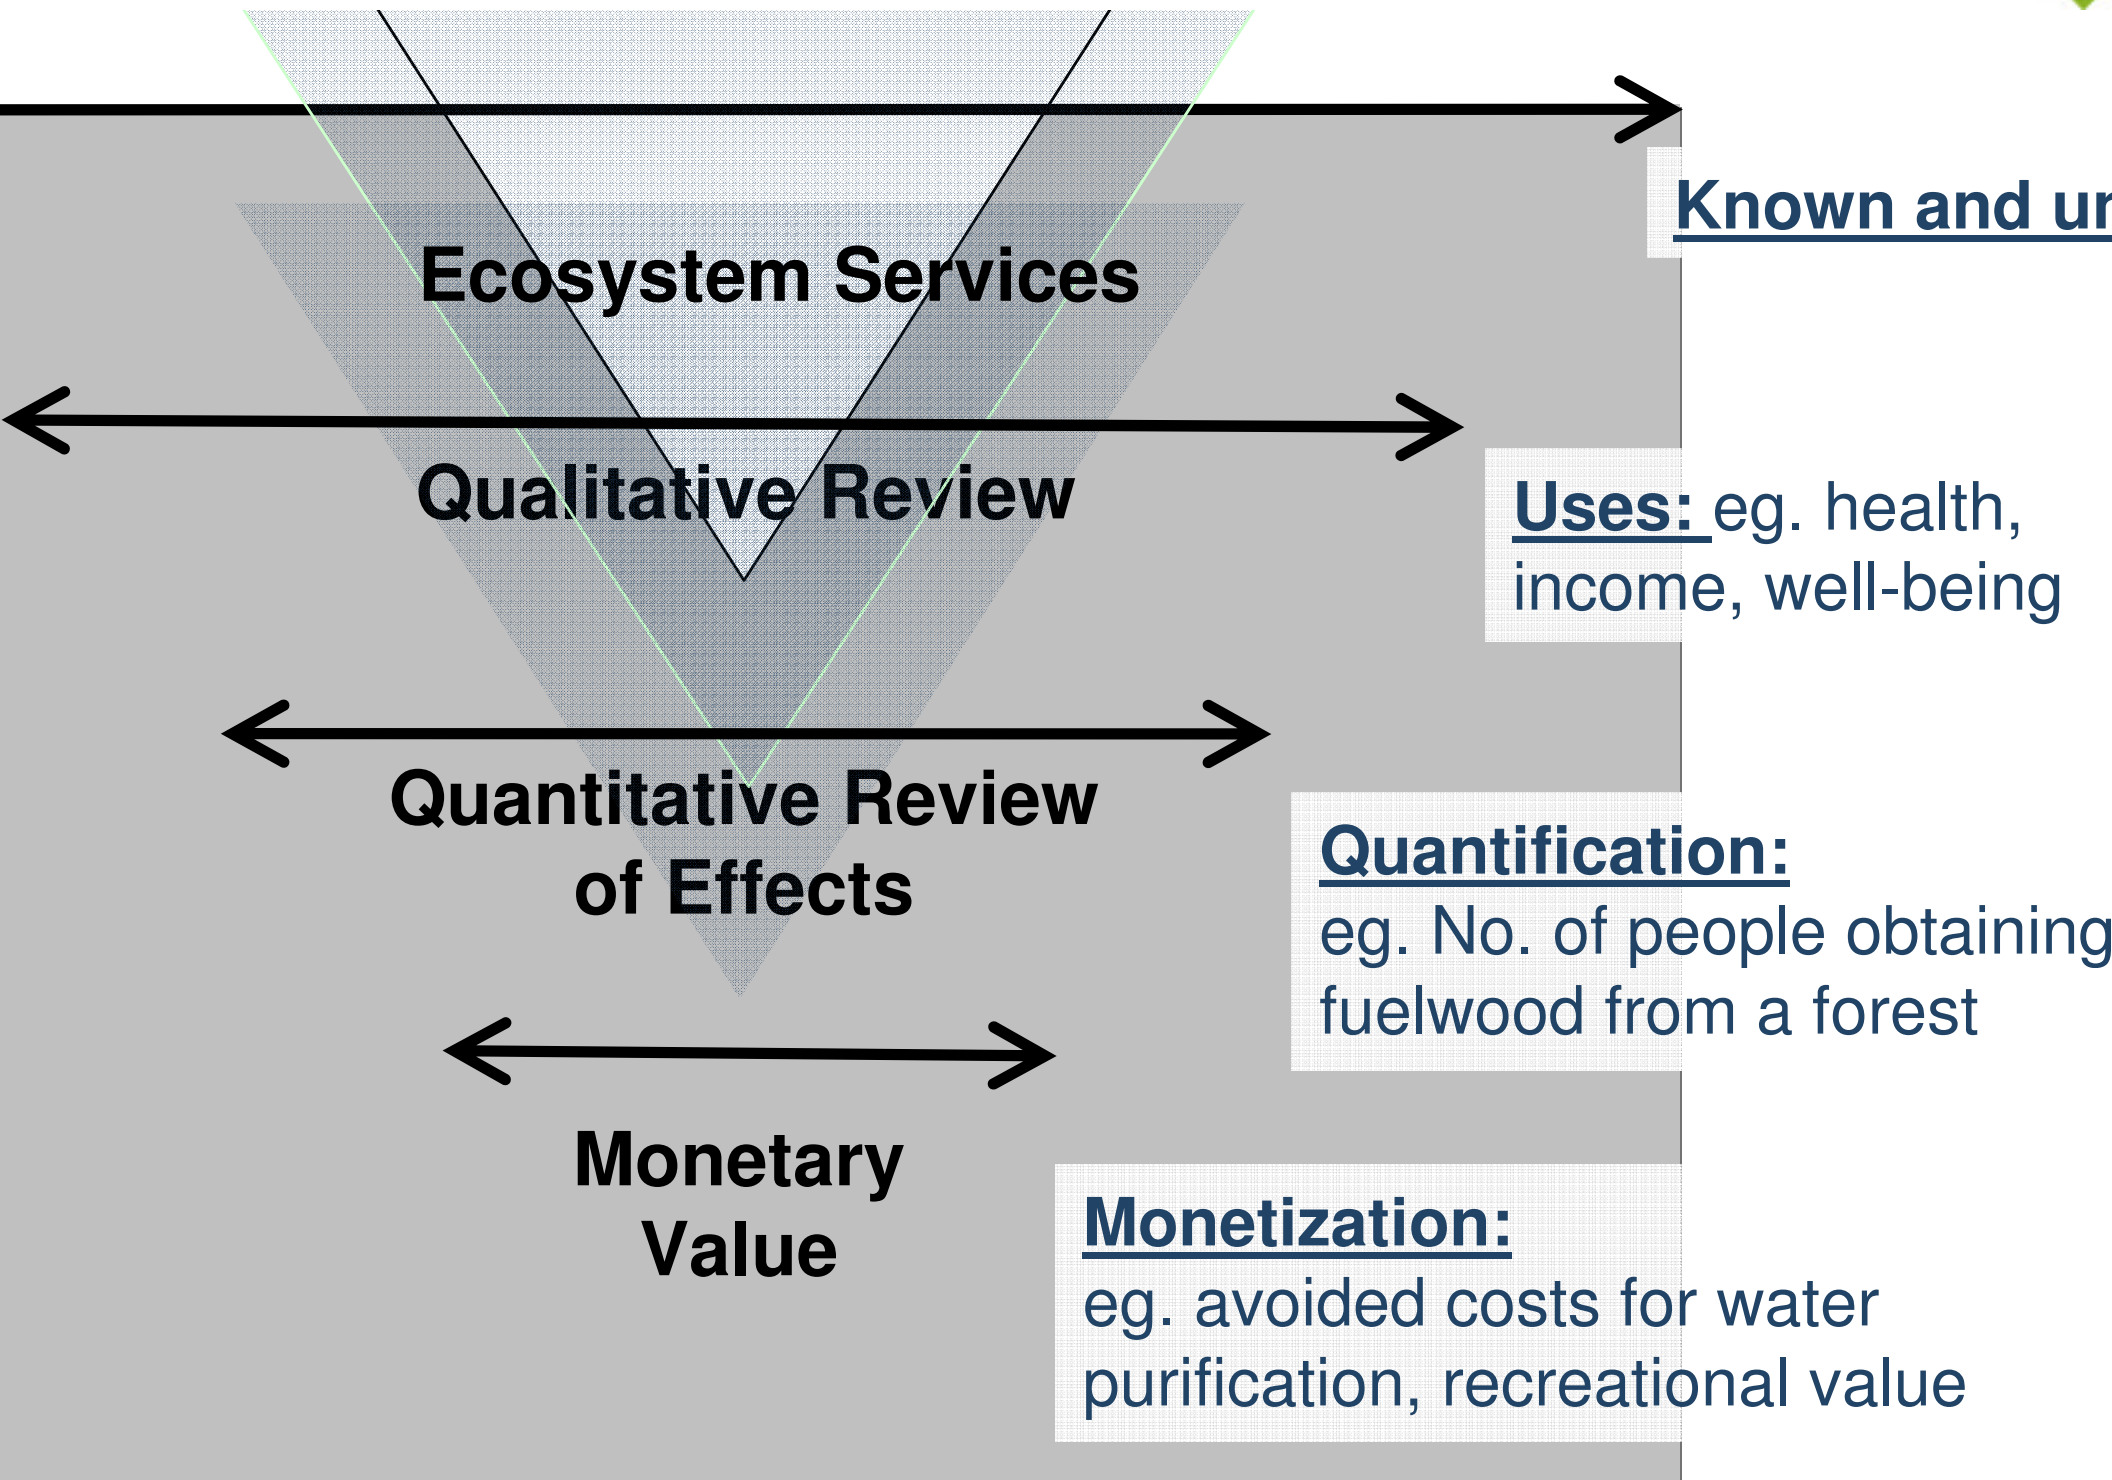 Known and
Ecosystem Services
Qualitative Review
Uses: eg. health,
income, well-being
Quantitative Review
of Effects
Quantification:
eg. No. of people obtaining
fuelwood from a forest
Monetary
Value
Monetization:
eg. avoided costs for water
purification, recreational value